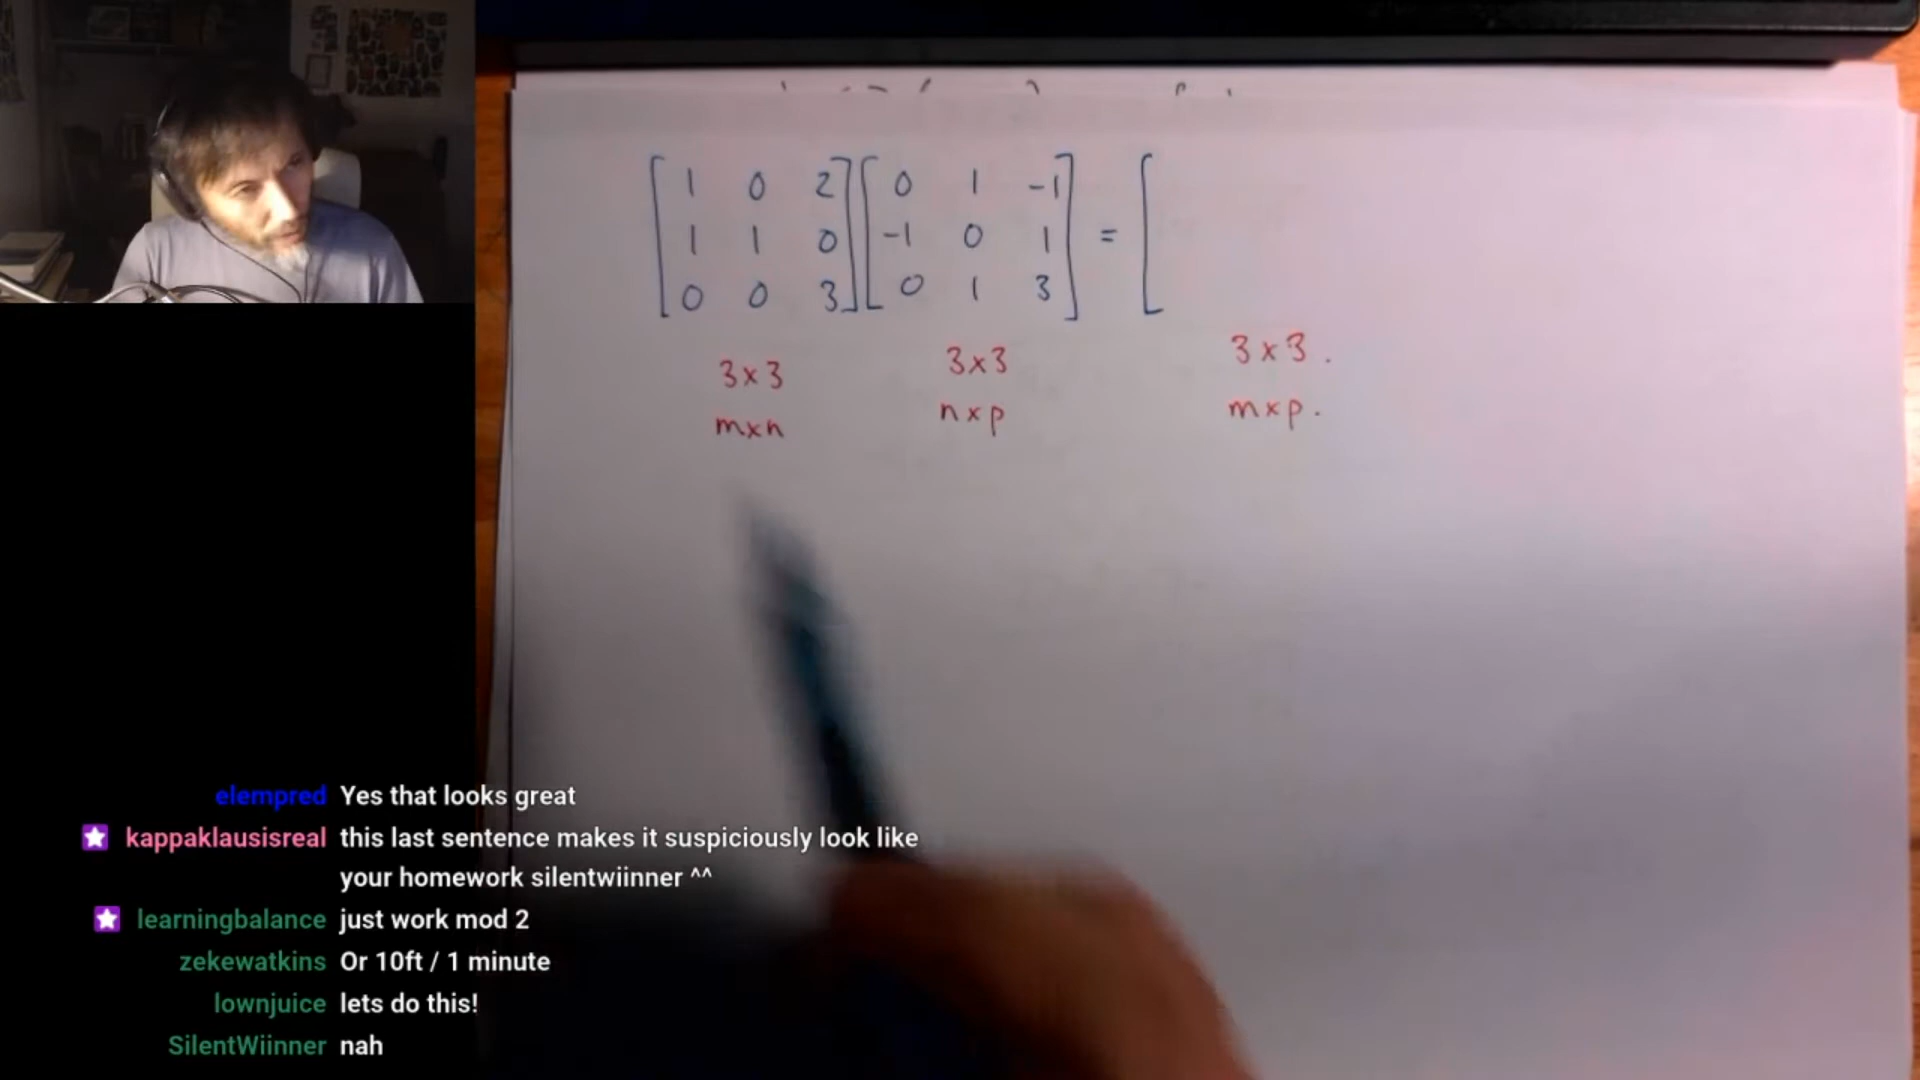 1 0 2 0 1 -1
1 1 0 -1 0 1 =
0 0 3 0 1 3
3x3 3x3 3x3.
mxn nxp mxp.
elempred Yes that looks great
kappaklausisreal this last sentence makes it suspiciously look like
your homework silentwiinner ^^
learningbalance just work mod 2
zekewatkins Or 10ft / 1 minute
lownjuice lets do this!
SilentWiinner nah